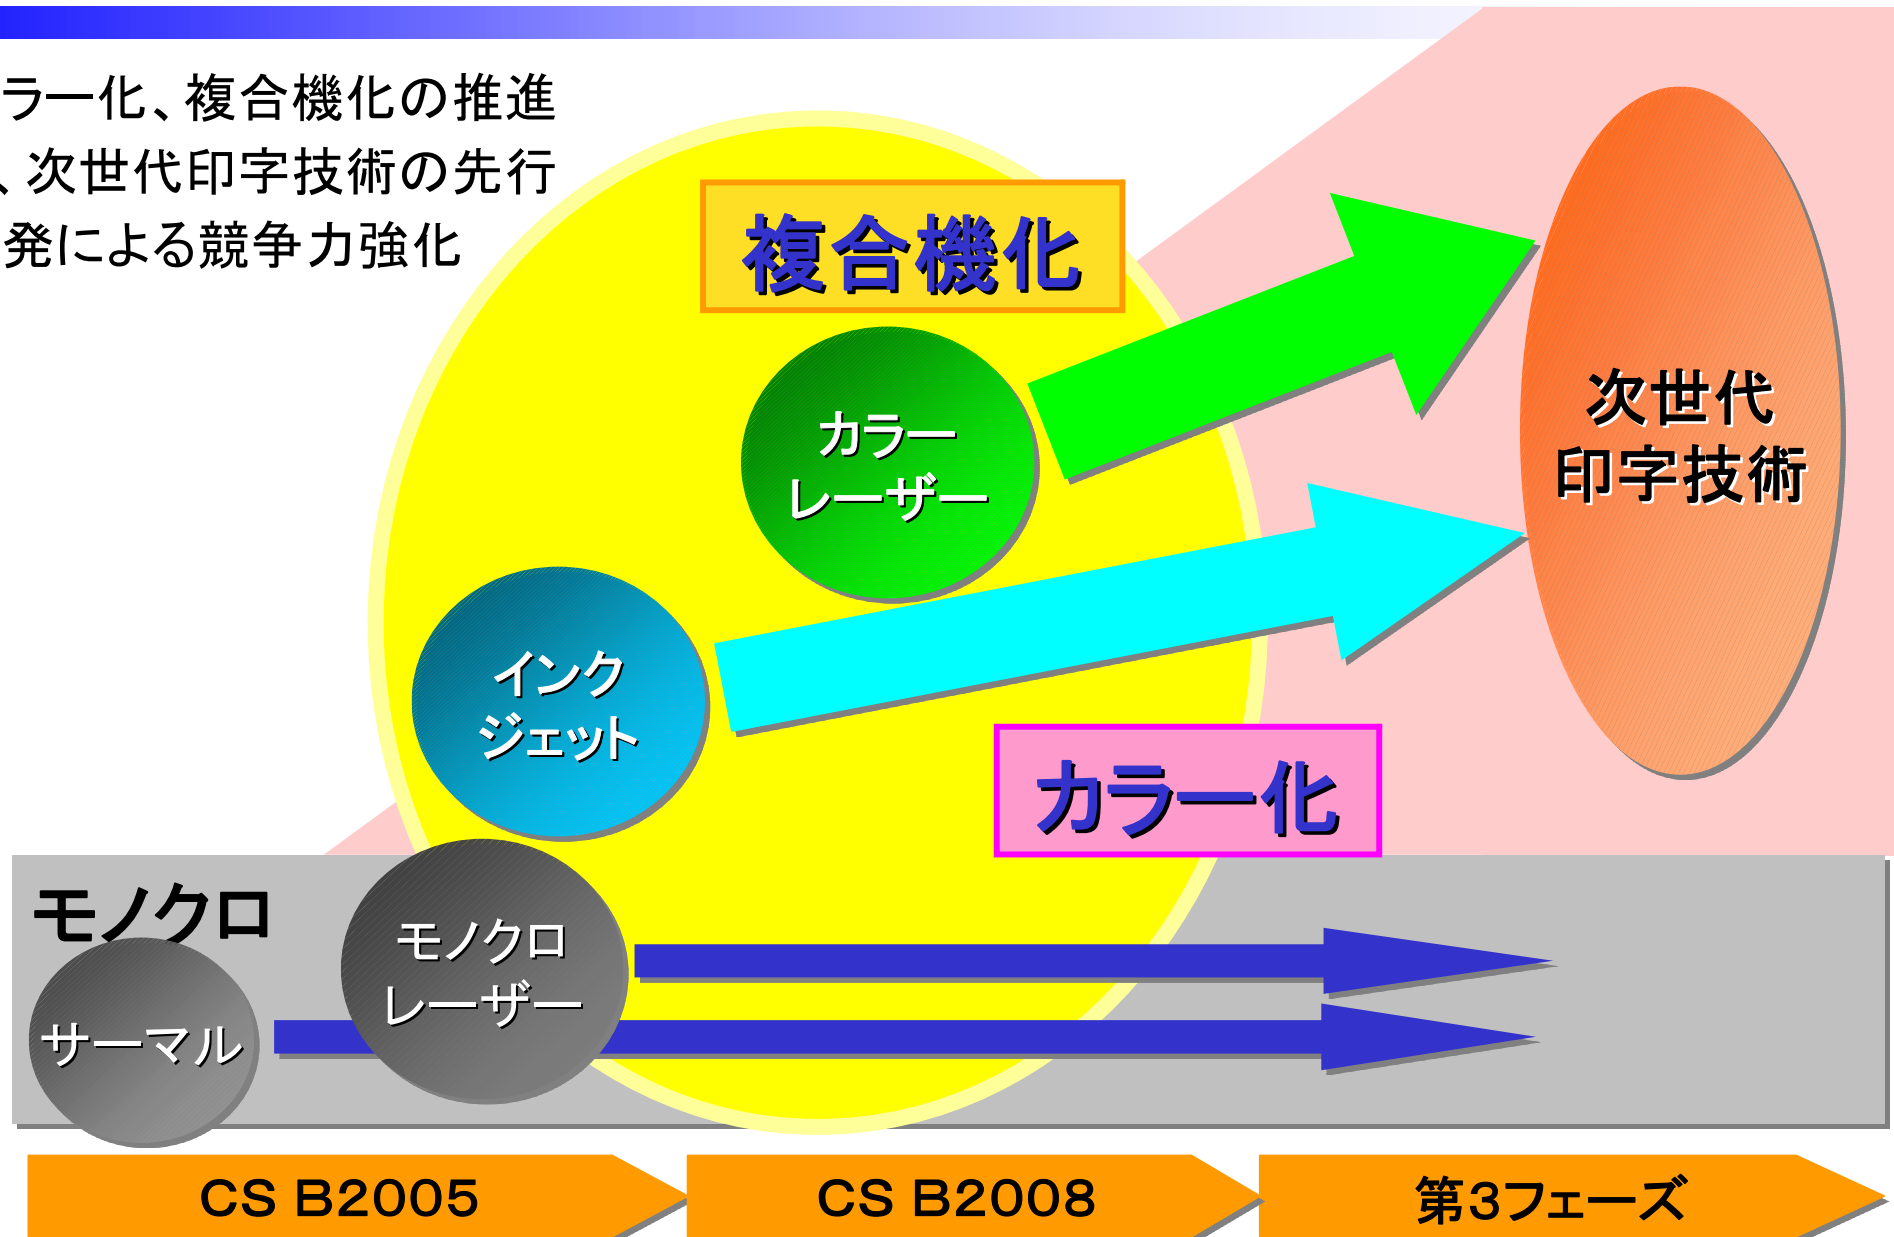 ラー化、複合機化の推進
、次世代印字技術の先行
発による競争力強化
複合機化
カラー
レーザー
次世代
印字技術
インク
ジェット
カラー化
モノクロ
モノクロ
レーザー
サーマル
CS B2005
CS B2008
第3フェーズ